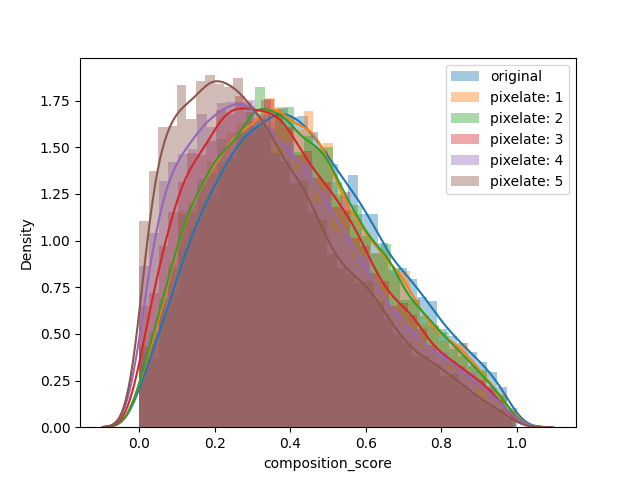 original
pixelate: 1
pixelate: 2
pixelate: 3
pixelate: 4
pixelate: 5
1.75
1.50
1.25
1.00
0.75
0.50
0.25
0.00
Density
0.0 0.2 0.4 0.6 0.8 1.0
composition_score